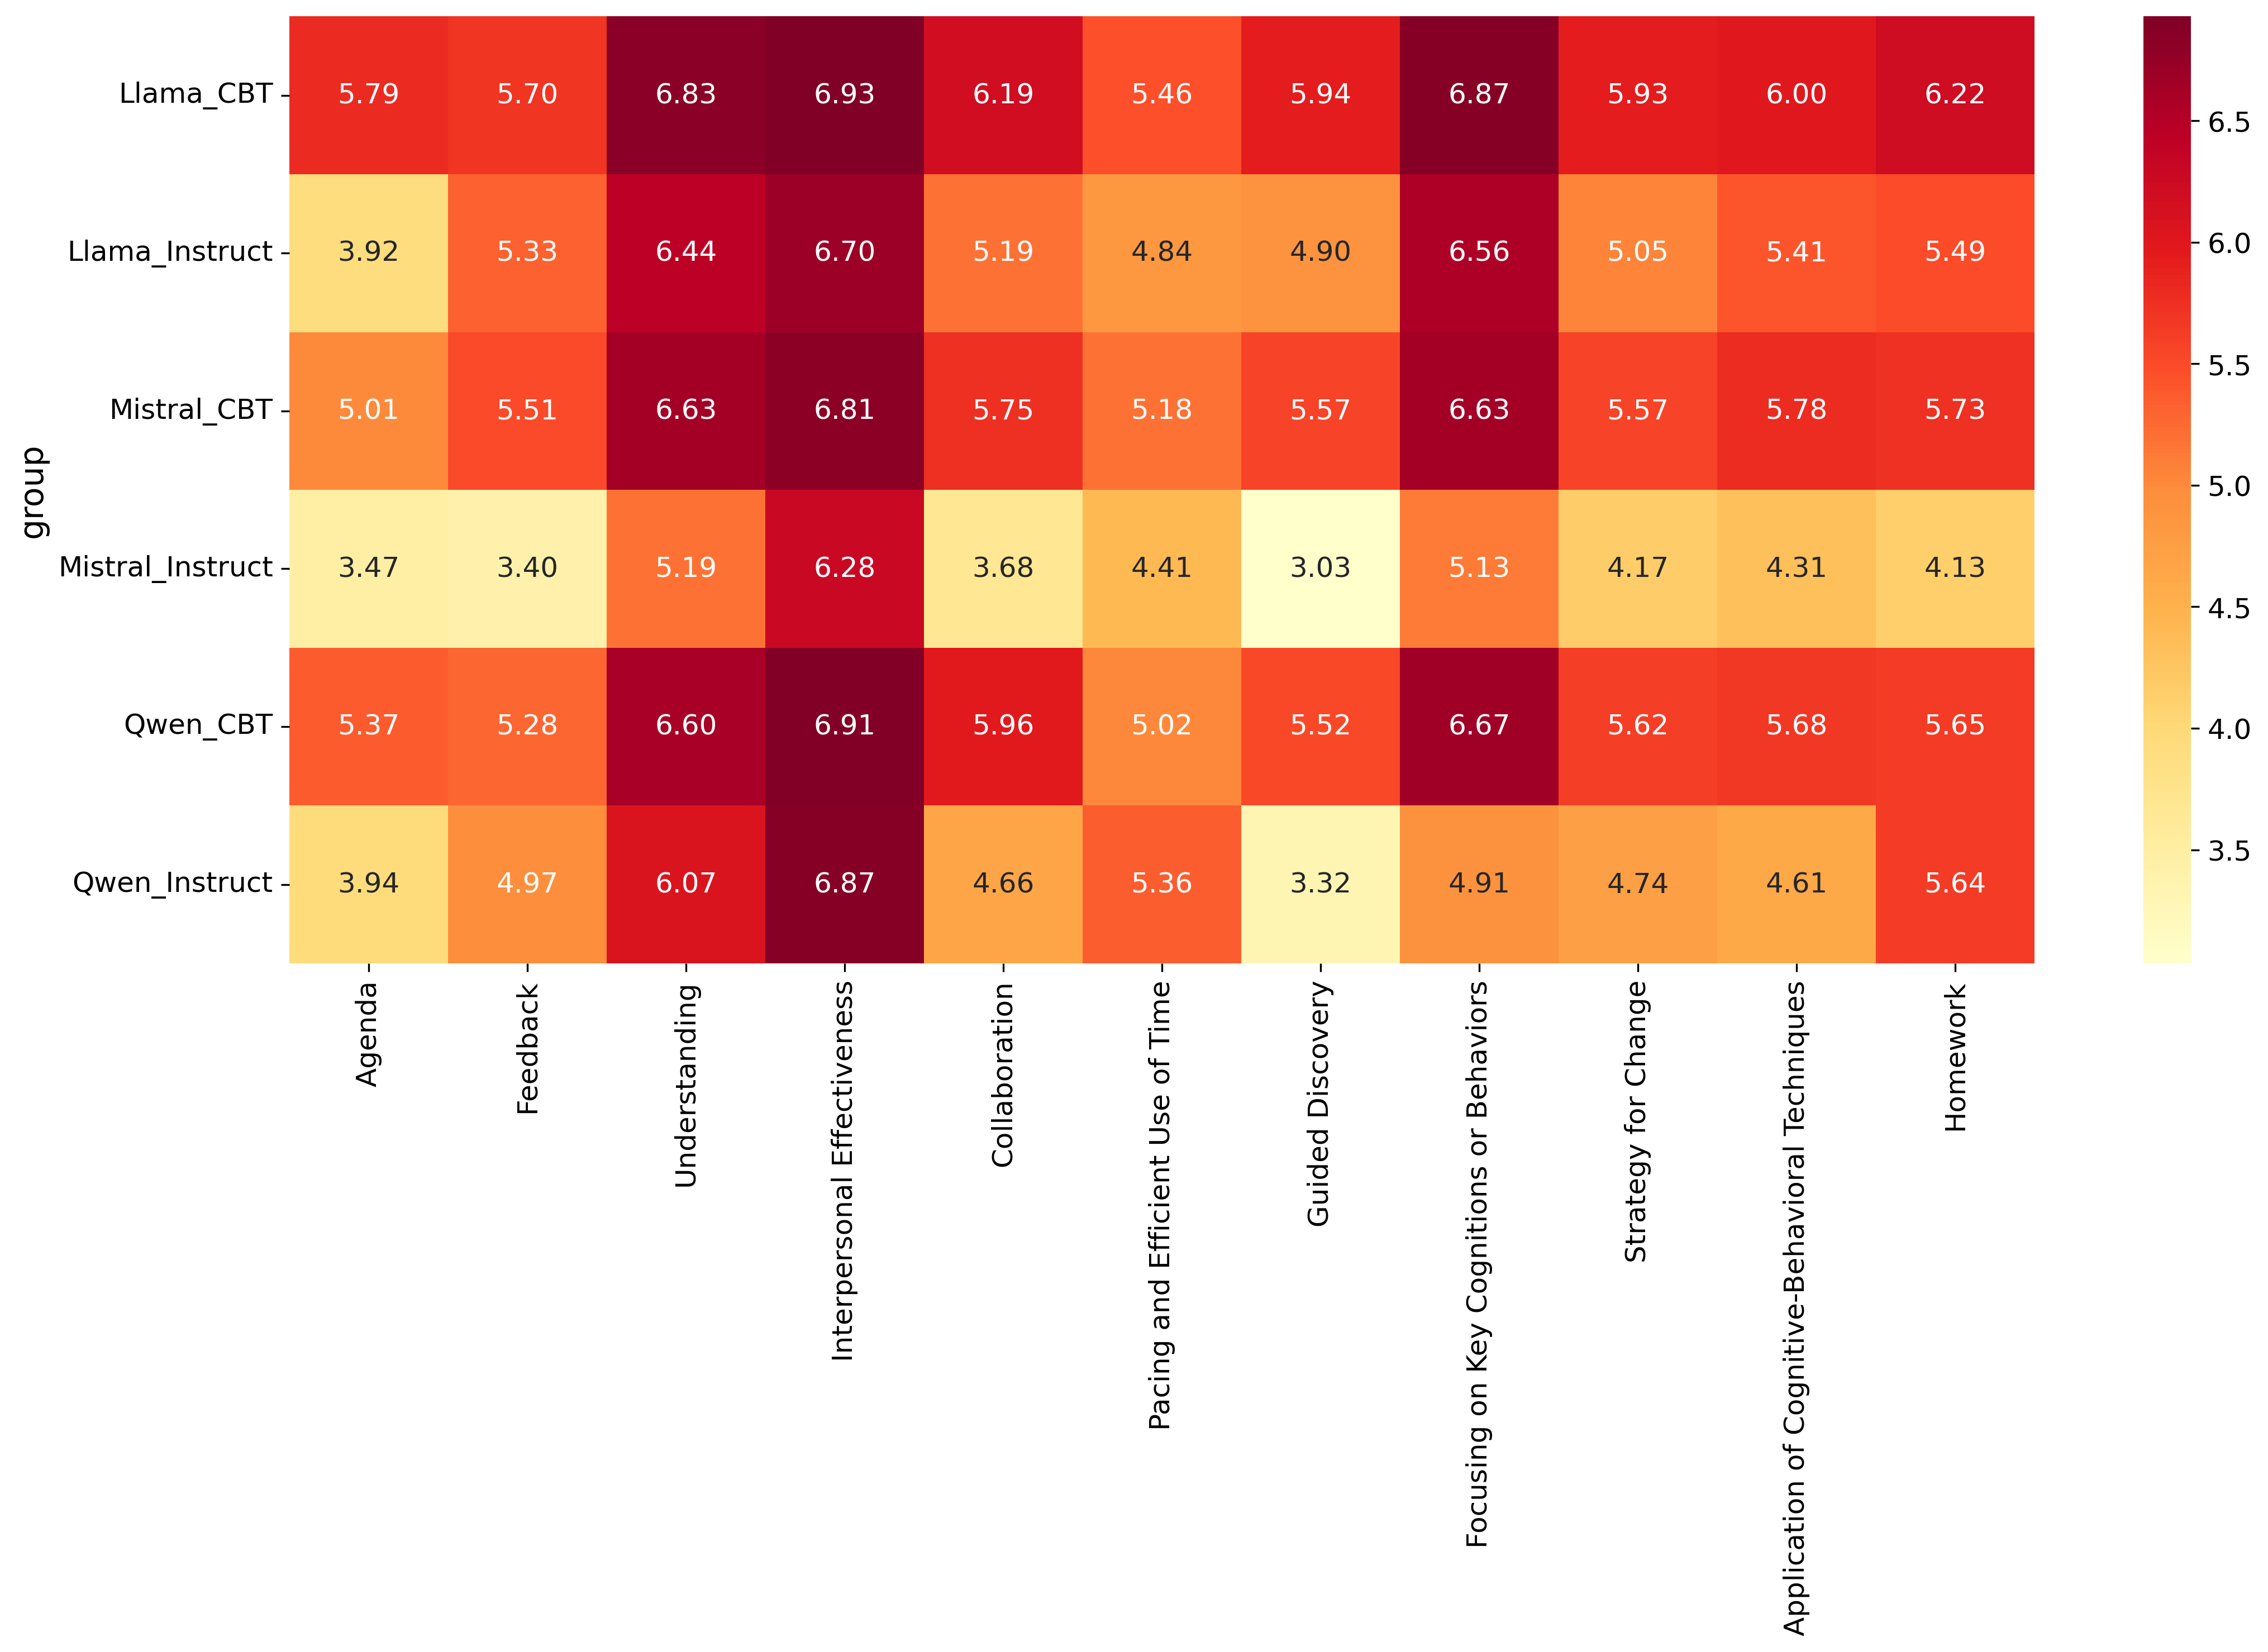 group
Llama_CBT 5.79 5.70 6.83 6.93 6.19 5.46 5.94 6.87 5.93 6.00 6.22
Llama_Instruct 3.92 5.33 6.44 6.70 5.19 4.84 4.90 6.56 5.05 5.41 5.49
Mistral_CBT 5.01 5.51 6.63 6.81 5.75 5.18 5.57 6.63 5.57 5.78 5.73
Mistral_Instruct 3.47 3.40 5.19 6.28 3.68 4.41 3.03 5.13 4.17 4.31 4.13
Qwen_CBT 5.37 5.28 6.60 6.91 5.96 5.02 5.52 6.67 5.62 5.68 5.65
Qwen_Instruct 3.94 4.97 6.07 6.87 4.66 5.36 3.32 4.91 4.74 4.61 5.64
Agenda
Feedback
Understanding
Interpersonal Effectiveness
Collaboration
Pacing and Efficient Use of Time
Guided Discovery
Focusing on Key Cognitions or Behaviors
Strategy for Change
Application of Cognitive-Behavioral Techniques
Homework
6.5
6.0
5.5
5.0
4.5
4.0
3.5